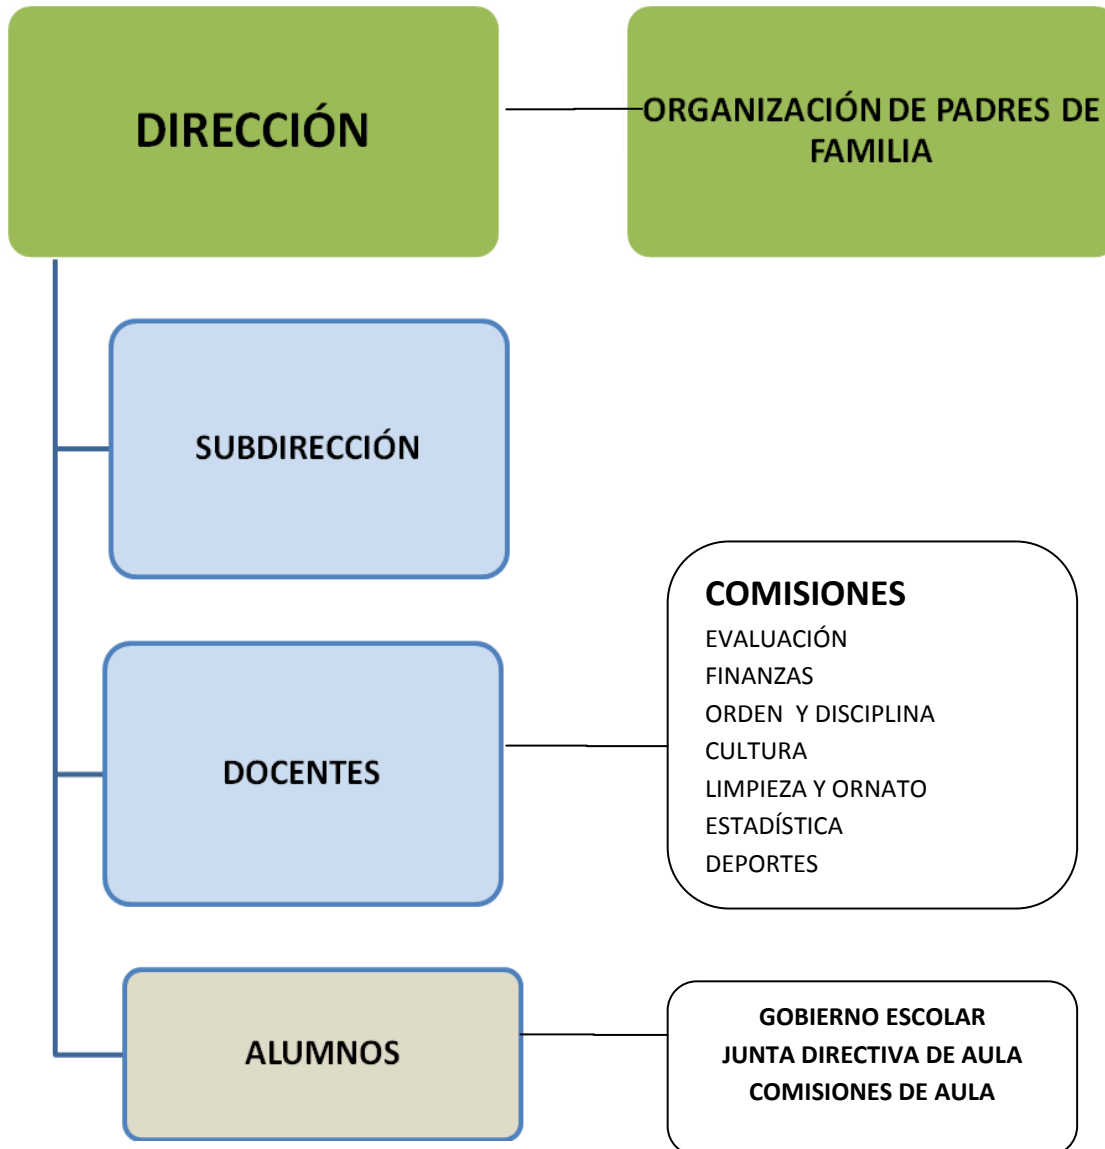 DIRECCIÓN
ORGANIZACIÓN DE PADRES DE
FAMILIA
SUBDIRECCIÓN
DOCENTES
COMISIONES
EVALUACIÓN
FINANZAS
ORDEN Y DISCIPLINA
CULTURA
LIMPIEZA Y ORNATO
ESTADÍSTICA
DEPORTES
ALUMNOS
GOBIERNO ESCOLAR
JUNTA DIRECTIVA DE AULA
COMISIONES DE AULA